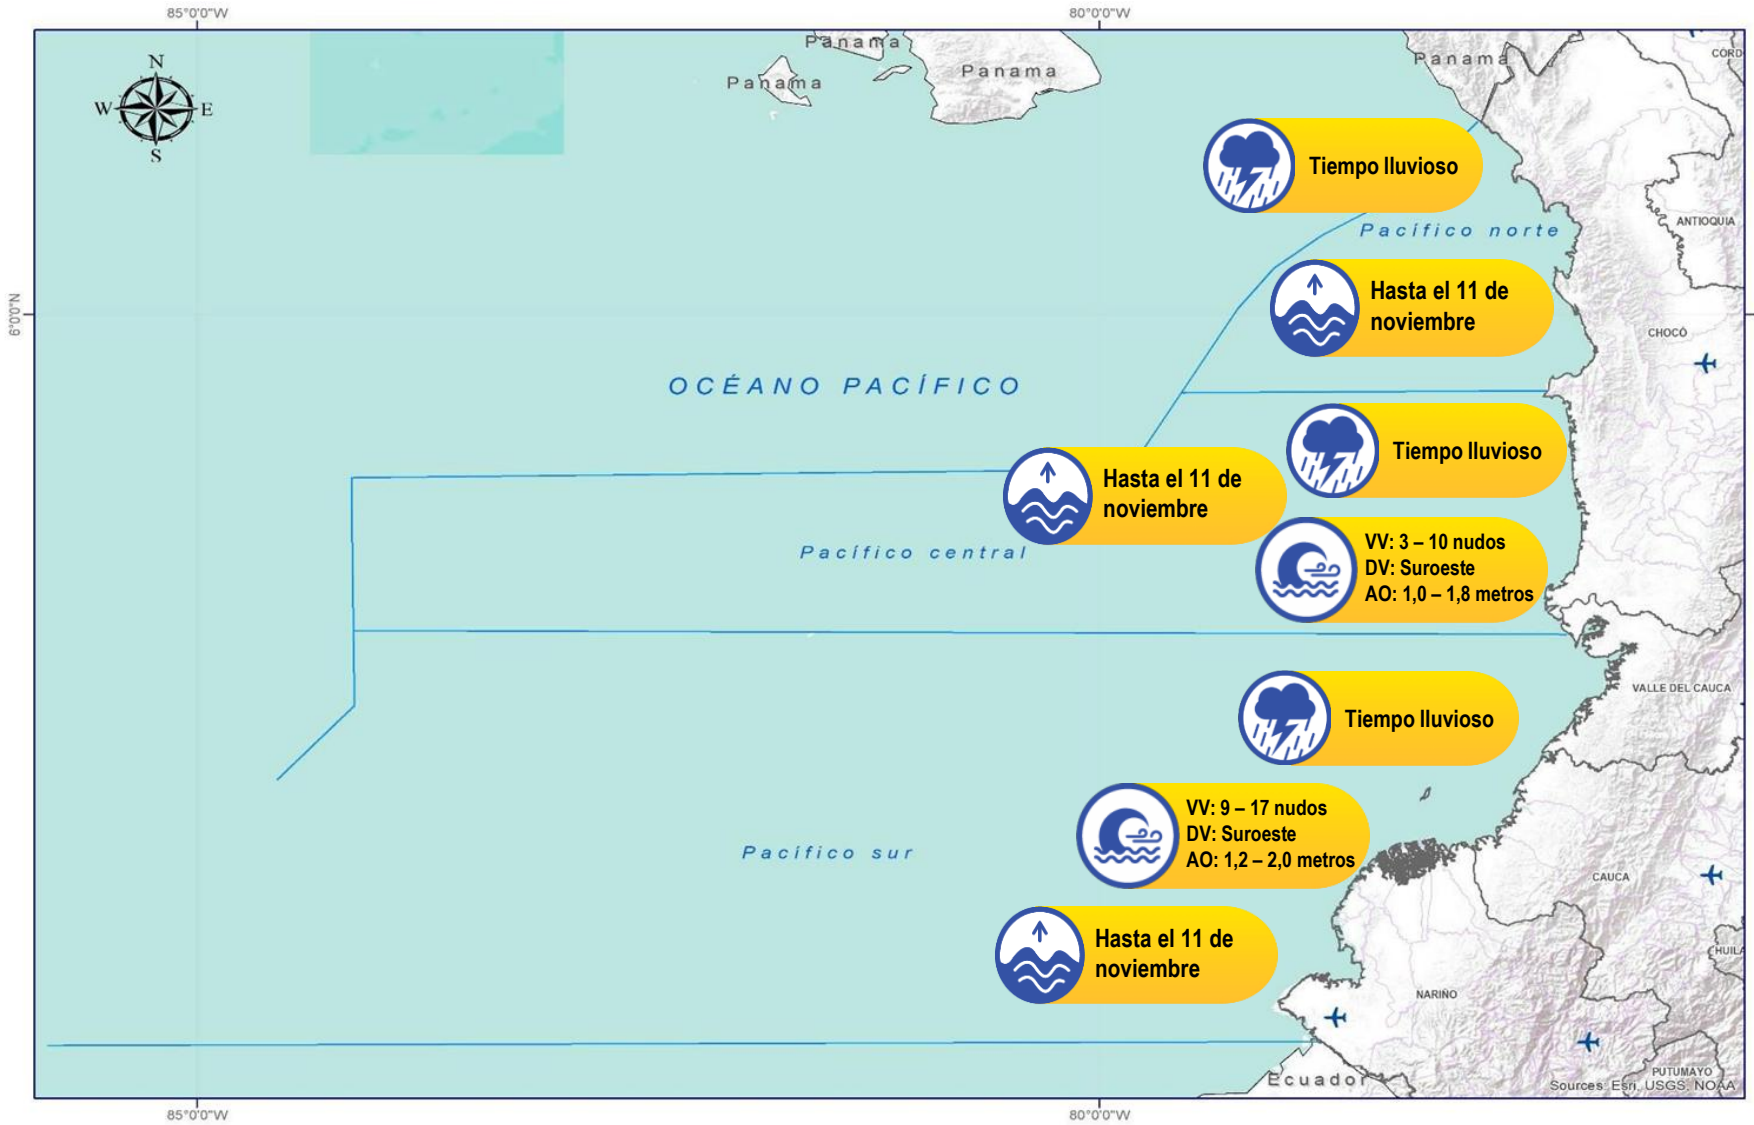 85°0'0"W
80°0'0"W
N
W
E
S
Panama
Panama
Panama
Panama
CÓRD
Tiempo lluvioso
ANTIOQUIA
Pacífico norte
Hasta el 11 de
noviembre
6°0'0"N
CHOCÓ
OCÉANO PACÍFICO
Tiempo lluvioso
Hasta el 11 de
noviembre
VV: 3 – 10 nudos
DV: Suroeste
AO: 1,0 – 1,8 metros
Pacífico central
VALLE DEL CAUCA
Tiempo lluvioso
VV: 9 – 17 nudos
DV: Suroeste
AO: 1,2 – 2,0 metros
Pacífico sur
CAUCA
Hasta el 11 de
noviembre
HUILA
NARIÑO
PUTUMAYO
Ecuador
Sources: Esri, USGS, NOAA
85°0'0"W
80°0'0"W